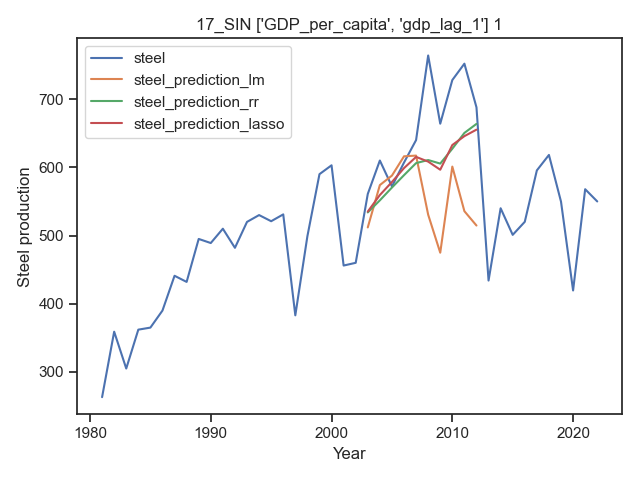 17_SIN ['GDP_per_capita', 'gdp_lag_1'] 1
steel
steel_prediction_lm
steel_prediction_rr
steel_prediction_lasso
Steel production
700
600
500
400
300
1980
1990
2000
2010
2020
Year